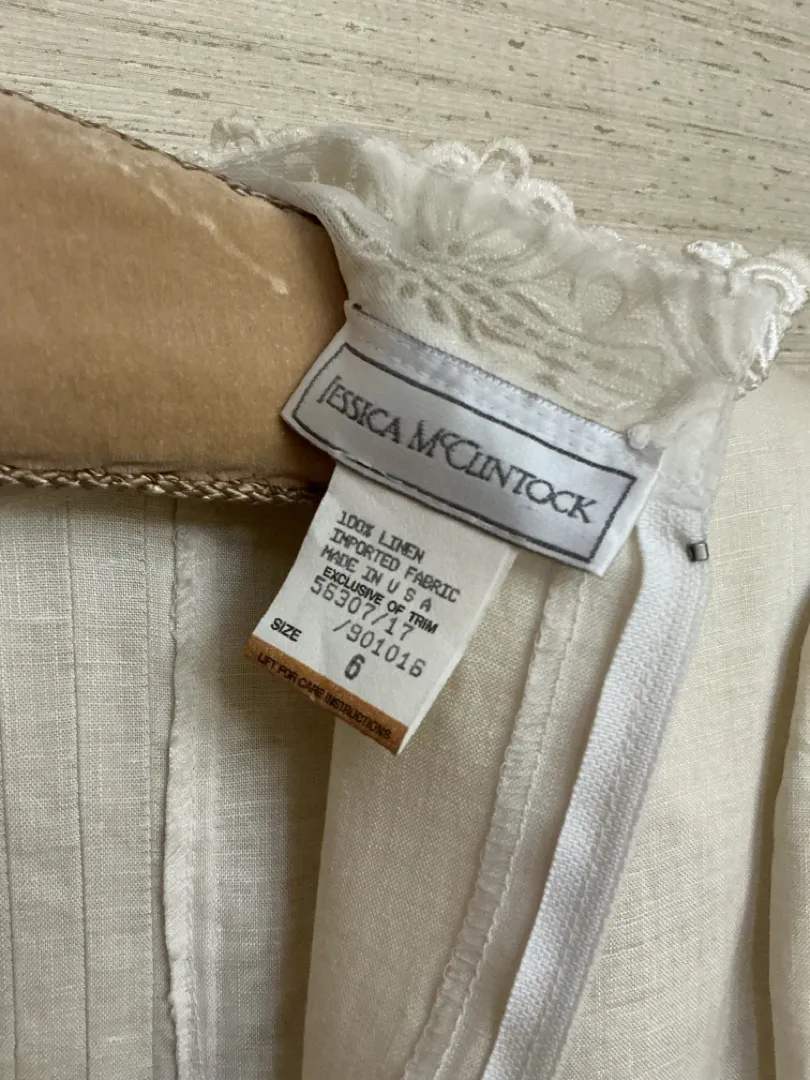 JESSICA MCCLINTOCK
100% LINEN
IMPORTED FABRIC
MADE IN U S A
EXCLUSIVE OF TRIM
56307/17
/901016
SIZE
6
LIFT FOR CARE INSTRUCTIONS